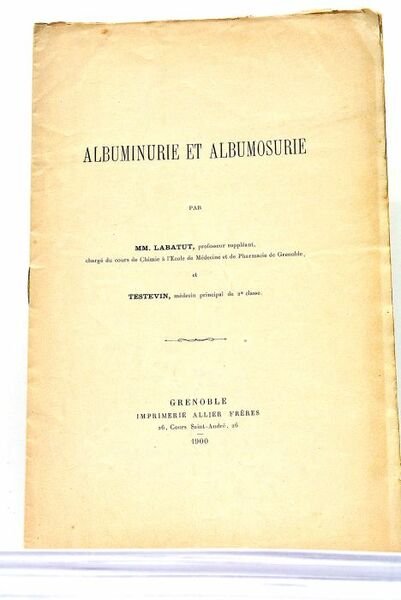 ALBUMINURIE ET ALBUMOSURIE
PAR
MM. LABATUT, professeur suppléant,
chargé du cours de Chimie à l'Ecole de Médecine et de Pharmacie de Grenoble,
et
TESTEVIN, médecin principal de 2e classe.
GRENOBLE
IMPRIMERIE ALLIER FRÈRES
26, Cours Saint-André, 26
1900